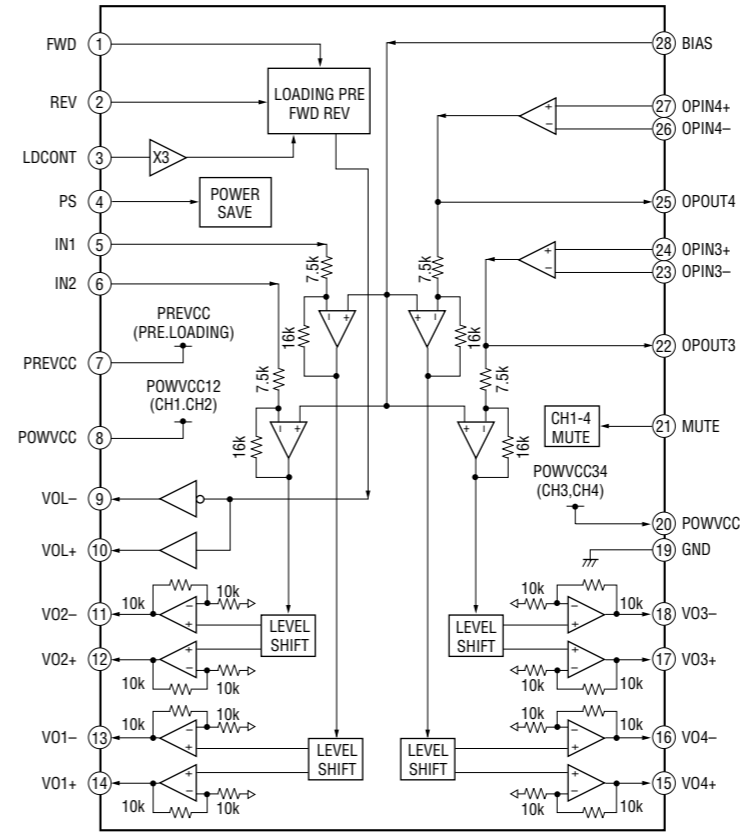 FWD 1
REV 2
LDCONT 3
PS 4
IN1 5
IN2 6
PREVCC 7
POWVCC 8
VOL– 9
VOL+ 10
VO2– 11
VO2+ 12
VO1– 13
VO1+ 14
LOADING PRE
FWD REV
X3
POWER
SAVE
PREVCC
(PRE.LOADING)
POWVCC12
(CH1.CH2)
7.5k
16k
– +
7.5k
16k
– +
7.5k
16k
+ –
7.5k
16k
+ –
10k
10k
–
+
LEVEL
SHIFT
+
–
10k
10k
10k
10k
–
+
LEVEL
SHIFT
+
–
10k
10k
10k
10k
–
+
LEVEL
SHIFT
+
–
10k
10k
10k
10k
–
+
LEVEL
SHIFT
+
–
10k
10k
+
–
+
–
CH1-4
MUTE
POWVCC34
(CH3,CH4)
28 BIAS
27 OPIN4+
26 OPIN4–
25 OPOUT4
24 OPIN3+
23 OPIN3–
22 OPOUT3
21 MUTE
20 POWVCC
19 GND
18 VO3–
17 VO3+
16 VO4–
15 VO4+